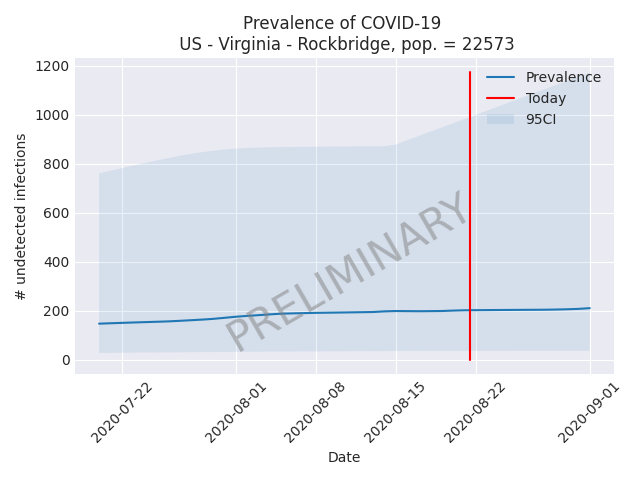 Prevalence of COVID-19
US - Virginia - Rockbridge, pop. = 22573
# undetected infections
1200
1000
800
600
400
200
0
Prevalence
Today
95CI
PRELIMINARY
2020-07-22
2020-08-01
2020-08-08
2020-08-15
2020-08-22
2020-09-01
Date